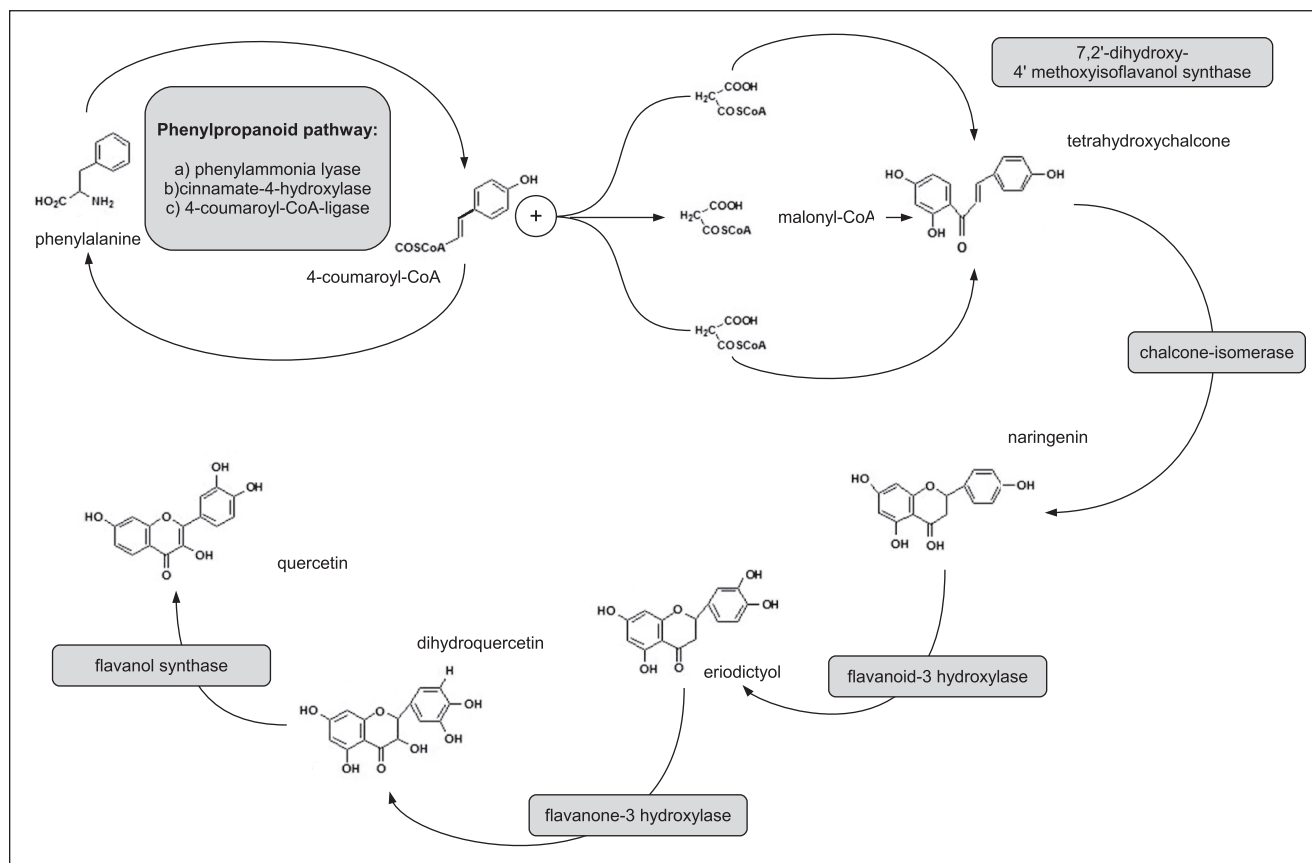 7,2'-dihydroxy-
4' methoxyisoflavanol synthase
Phenylpropanoid pathway:
a) phenylammonia lyase
b)cinnamate-4-hydroxylase
c) 4-coumaroyl-CoA-ligase
HO₂C
NH₂
phenylalanine
OH
COSCoA
4-coumaroyl-CoA
+
H₂C
COOH
COSCoA
H₂C
COOH
COSCoA
H₂C
COOH
COSCoA
malonyl-CoA
tetrahydroxychalcone
HO
OH
O
OH
chalcone-isomerase
naringenin
HO
O
OH
OH
OH
flavanoid-3 hydroxylase
OH
OH
HO
O
OH
O
eriodictyol
flavanone-3 hydroxylase
dihydroquercetin
H
HO
O
OH
OH
OH
OH
O
flavanol synthase
quercetin
OH
OH
HO
O
OH
O